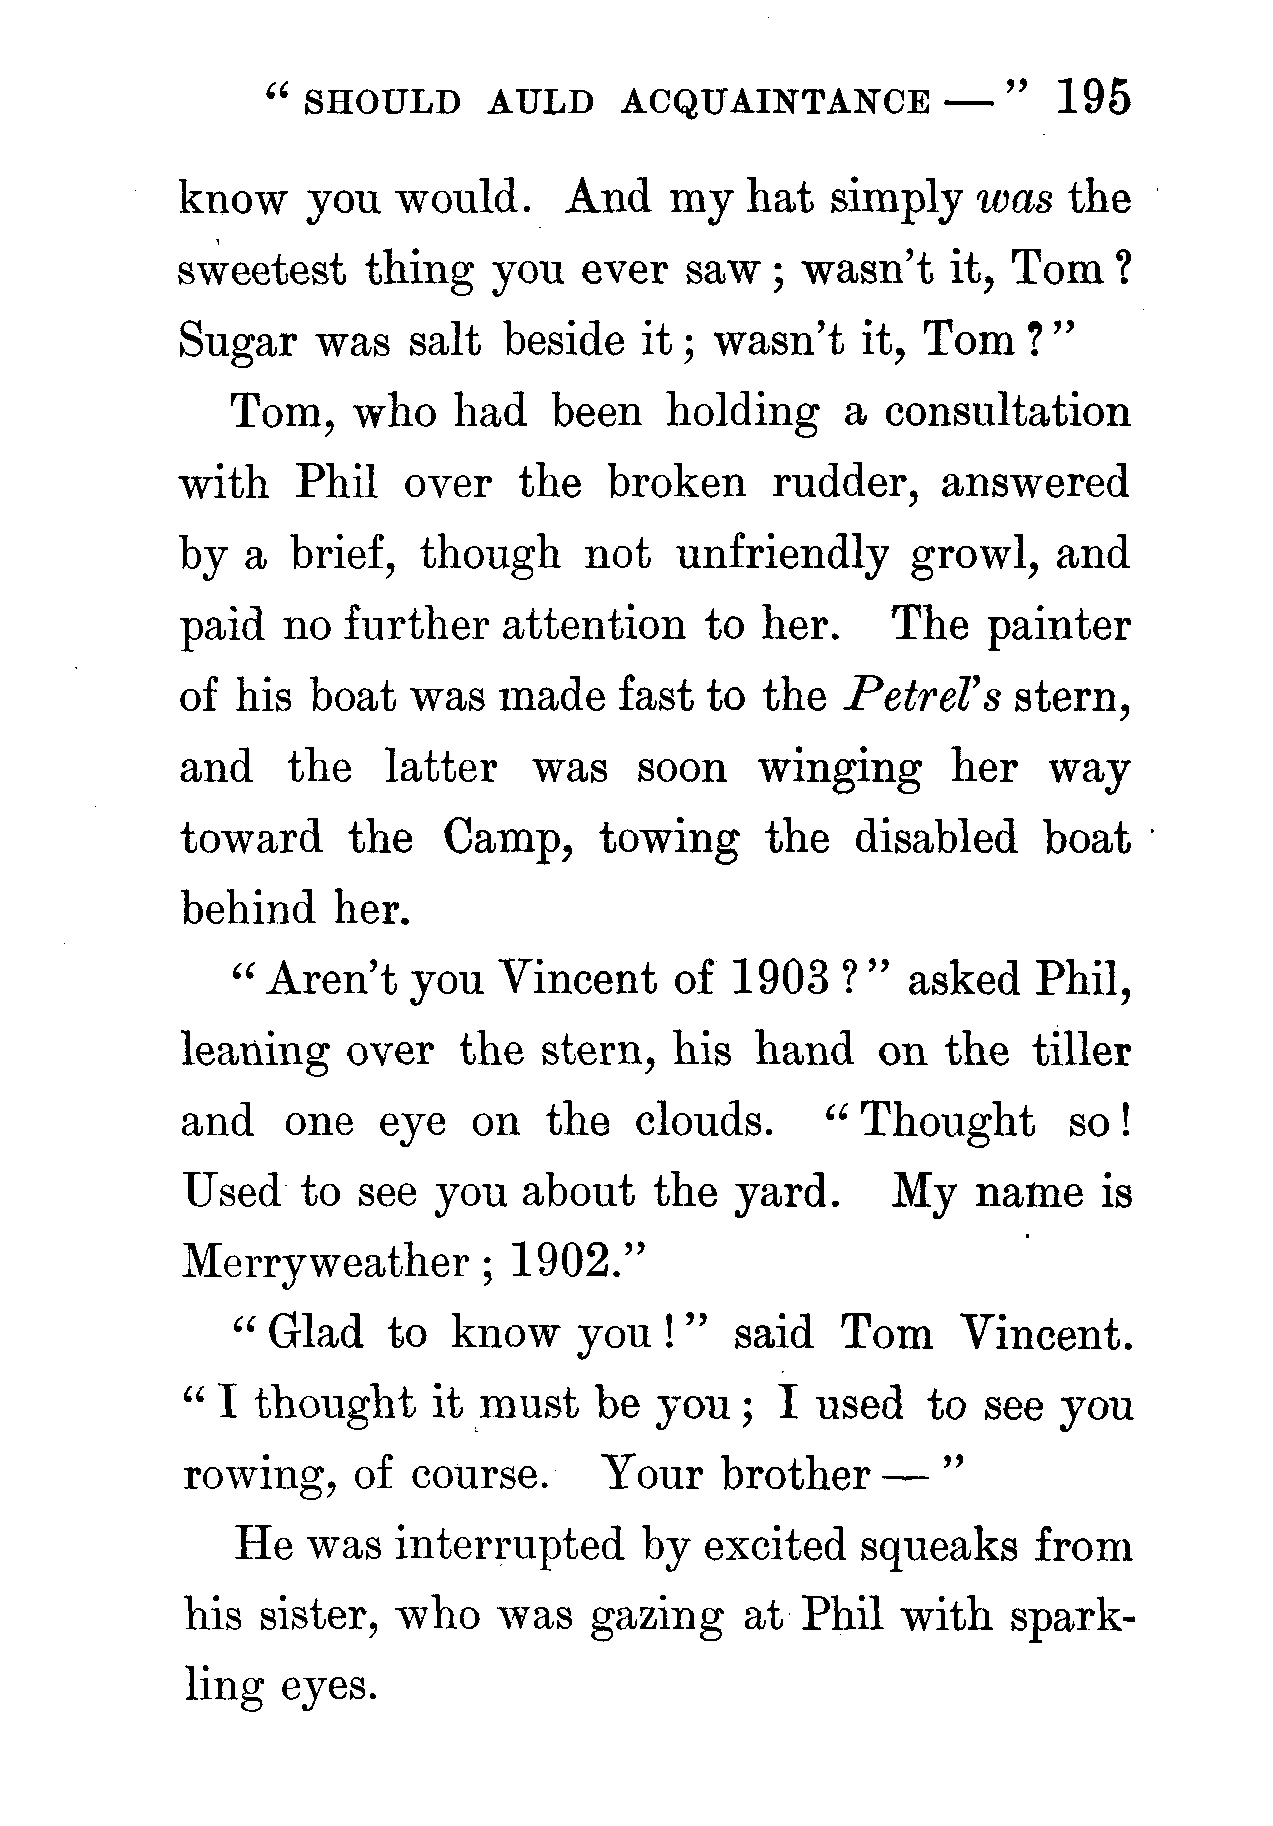 “ SHOULD AULD ACQUAINTANCE — ” 195
know you would. And my hat simply was the
sweetest thing you ever saw ; wasn’t it, Tom ?
Sugar was salt beside it ; wasn’t it, Tom ? ”
Tom, who had been holding a consultation
with Phil over the broken rudder, answered
by a brief, though not unfriendly growl, and
paid no further attention to her. The painter
of his boat was made fast to the Petrel’s stern,
and the latter was soon winging her way
toward the Camp, towing the disabled boat
behind her.
“ Aren’t you Vincent of 1903 ? ” asked Phil,
leaning over the stern, his hand on the tiller
and one eye on the clouds. “ Thought so !
Used to see you about the yard. My name is
Merryweather ; 1902.”
“ Glad to know you ! ” said Tom Vincent.
“ I thought it must be you ; I used to see you
rowing, of course. Your brother — ”
He was interrupted by excited squeaks from
his sister, who was gazing at Phil with spark-
ling eyes.